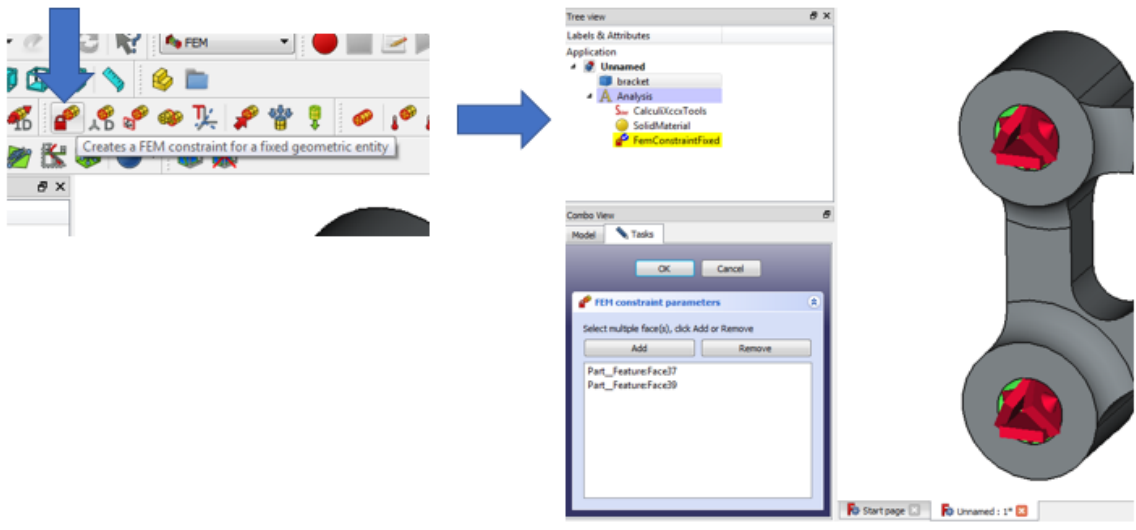 FEM
Creates a FEM constraint for a fixed geometric entity
Tree view
Labels & Attributes
Application
Unnamed
bracket
Analysis
CalculiXccxTools
SolidMaterial
FemConstraintFixed
Combo View
Model
Tasks
OK
Cancel
FEM constraint parameters
Select multiple face(s), click Add or Remove
Add
Remove
Part__Feature:Face37
Part__Feature:Face39
Start page
Unnamed : 1*